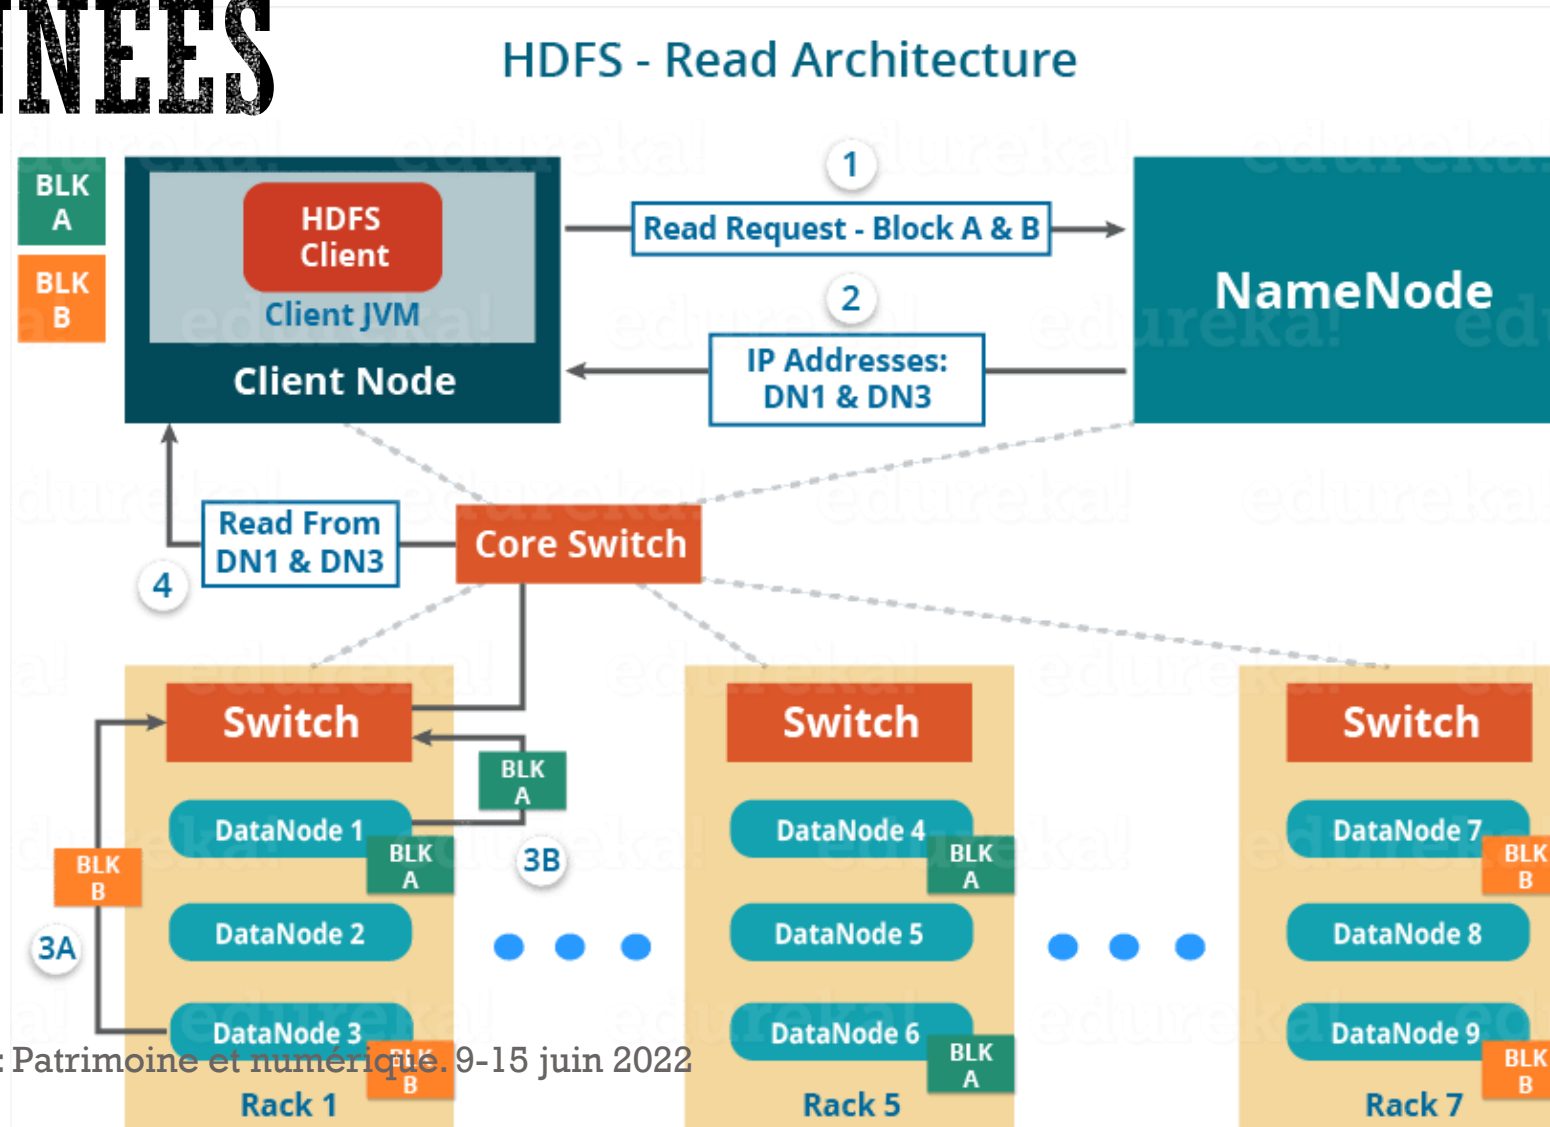 NEES
HDFS - Read Architecture
BLK
A
BLK
B
HDFS
Client
Client JVM
Client Node
1
Read Request - Block A & B
2
IP Addresses:
DN1 & DN3
NameNode
Read From
DN1 & DN3
4
Core Switch
Switch
BLK
A
DataNode 1
BLK
A
3B
BLK
B
3A
DataNode 2
DataNode 3
BLK
B
Rack 1
Switch
DataNode 4
BLK
A
DataNode 5
DataNode 6
BLK
A
Rack 5
Switch
DataNode 7
BLK
B
DataNode 8
DataNode 9
BLK
B
Rack 7
: Patrimoine et numérique. 9-15 juin 2022
edureka!